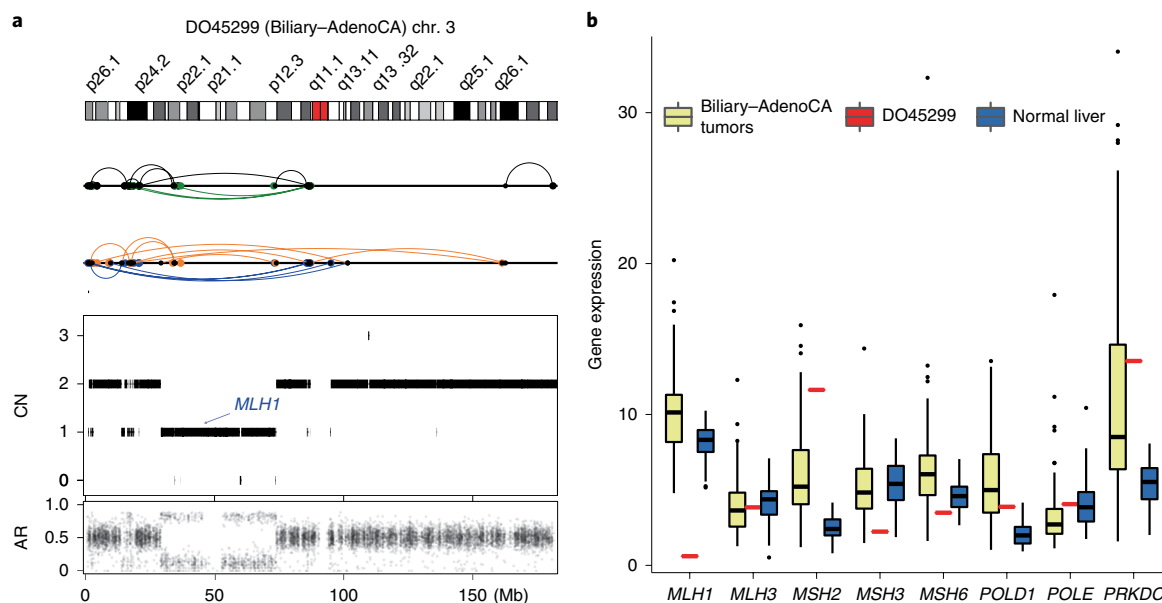 a
DO45299 (Biliary–AdenoCA) chr. 3
p26.1 p24.2 p22.1 p21.1 p12.3 q11.1 q13.11 q13 .32 q22.1 q25.1 q26.1
CN
3
2
1
0
MLH1
AR
1.0
0.5
0
0 50 100 150 (Mb)
b
Gene expression
30
20
10
0
Biliary–AdenoCA
tumors
DO45299
Normal liver
MLH1 MLH3 MSH2 MSH3 MSH6 POLD1 POLE PRKDC